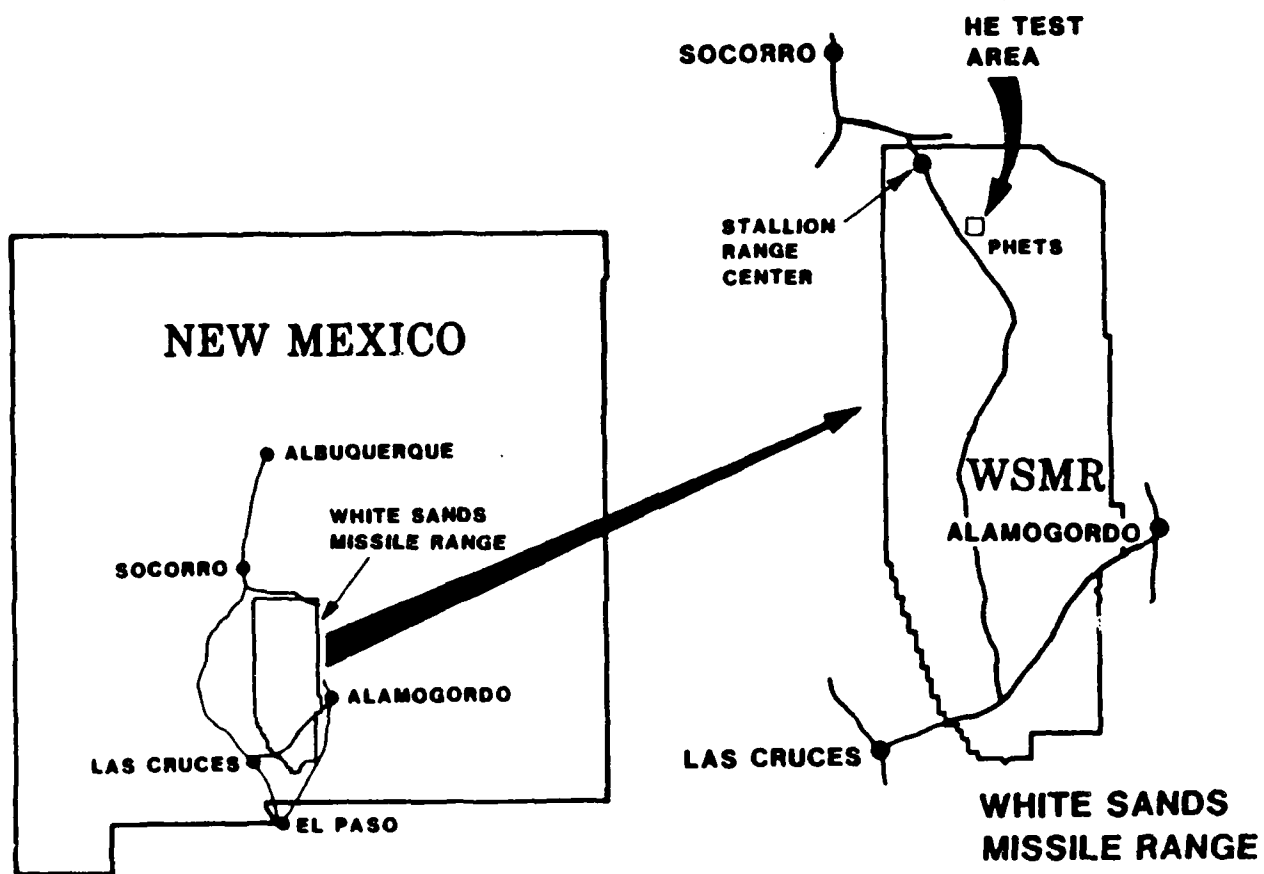 NEW MEXICO
ALBUQUERQUE
WHITE SANDS
MISSILE RANGE
SOCORRO
ALAMOGORDO
LAS CRUCES
EL PASO
SOCORRO
HE TEST
AREA
STALLION
RANGE
CENTER
PHETS
WSMR
ALAMOGORDO
LAS CRUCES
WHITE SANDS
MISSILE RANGE